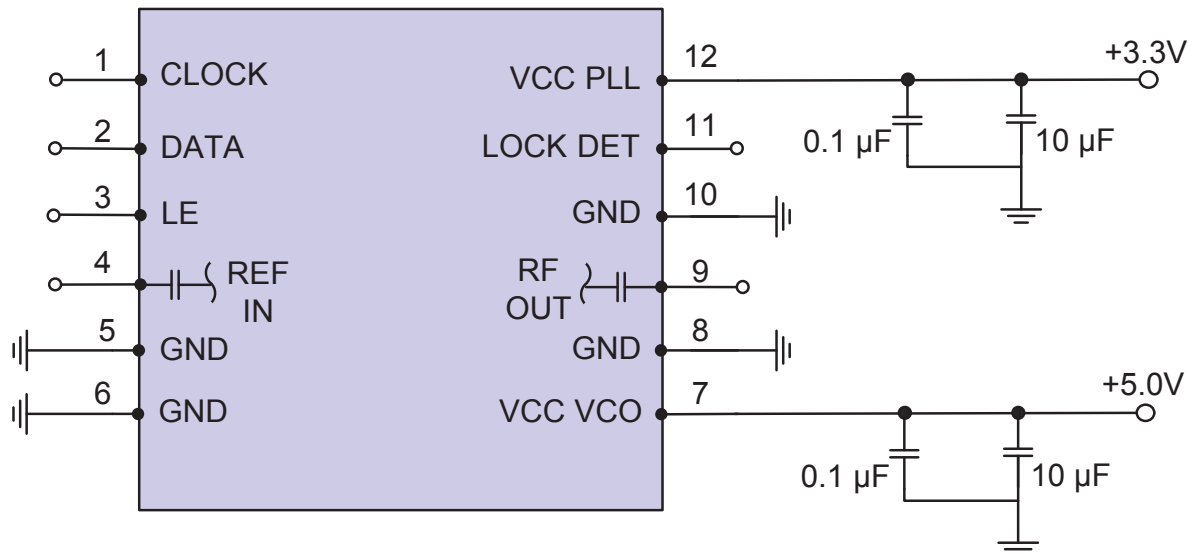 1 CLOCK
2 DATA
3 LE
4 REF
IN
5 GND
6 GND
VCC PLL 12
LOCK DET 11
GND 10
RF 9
OUT
GND 8
VCC VCO 7
+3.3V
0.1 µF 10 µF
+5.0V
0.1 µF 10 µF